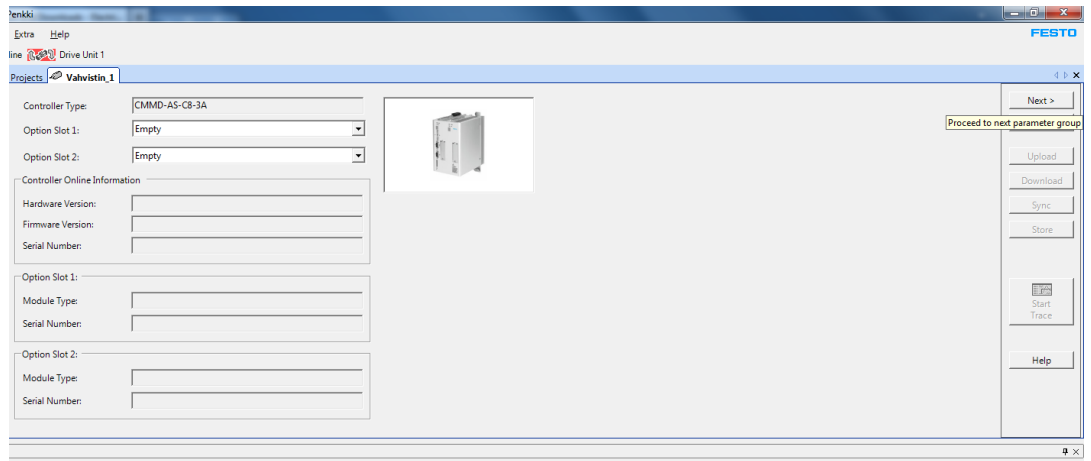 Penkki
Extra Help
FESTO
line Drive Unit 1
Projects Vahvistin_1
Controller Type: CMMD-AS-C8-3A
Option Slot 1: Empty
Option Slot 2: Empty
Controller Online Information
Hardware Version:
Firmware Version:
Serial Number:
Option Slot 1:
Module Type:
Serial Number:
Option Slot 2:
Module Type:
Serial Number:
Next >
Proceed to next parameter group
Upload
Download
Sync
Store
Start
Trace
Help